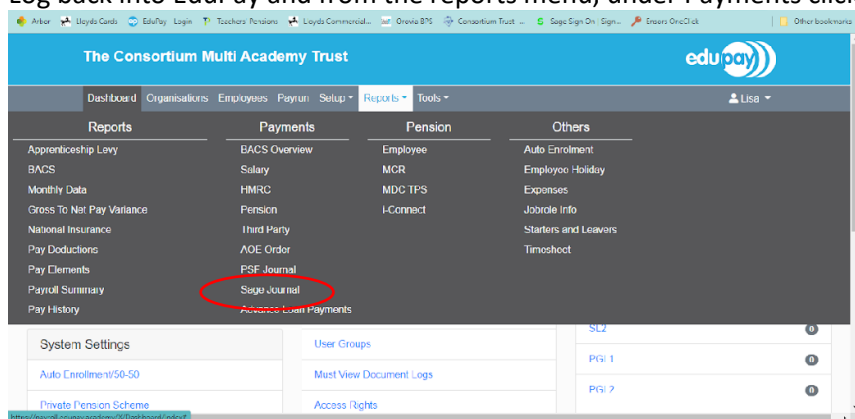 Log back into EduPay and from the reports menu, under Payments click
Arbor Lloyds Cards EduPay Login Teachers Pensions Lloyds Commercial... Orovia BPS Consortium Trust ... Sage Sign On | Sign... Ensors OneClick Other bookmarks
The Consortium Multi Academy Trust edupay
Dashboard Organisations Employees Payrun Setup Reports Tools Lisa
Reports Payments Pension Others
Apprenticeship Levy BACS Overview Employee Auto Enrolment
BACS Salary MCR Employee Holiday
Monthly Data HMRC MDC TPS Expenses
Gross To Net Pay Variance Pension I-Connect Jobrole Info
National Insurance Third Party Starters and Leavers
Pay Deductions AOE Order Timesheet
Pay Elements PSF Journal
Payroll Summary Sage Journal
Pay History Advance Loan Payments
System Settings User Groups SL2 0
Auto Enrollment/50-50 Must View Document Logs PGL1 0
Private Pension Scheme Access Rights PGL2 0